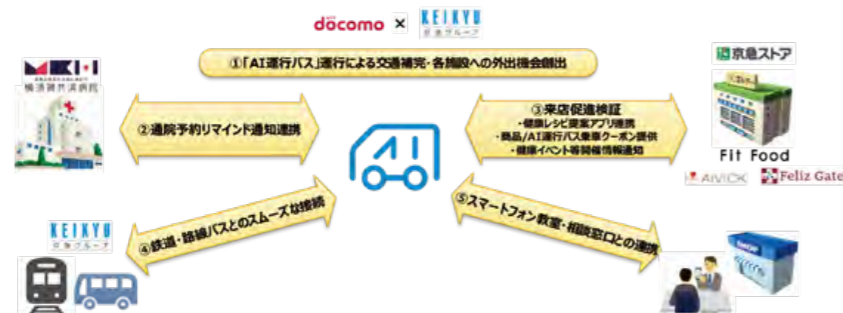 docomo × KEIKYU
京急グループ
①「AI運行バス」運行による交通補完・各施設への外出機会創出
横須賀共済病院
②通院予約リマインド通知連携
③来店促進検証
・健康レシピ提案アプリ連携
・商品/AI運行バス乗車クーポン提供
・健康イベント等開催情報通知
京急ストア
Fit Food
AIVICK Feliz Gate
AI
KEIKYU
京急グループ
④鉄道・路線バスとのスムーズな接続
⑤スマートフォン教室・相談窓口との連携